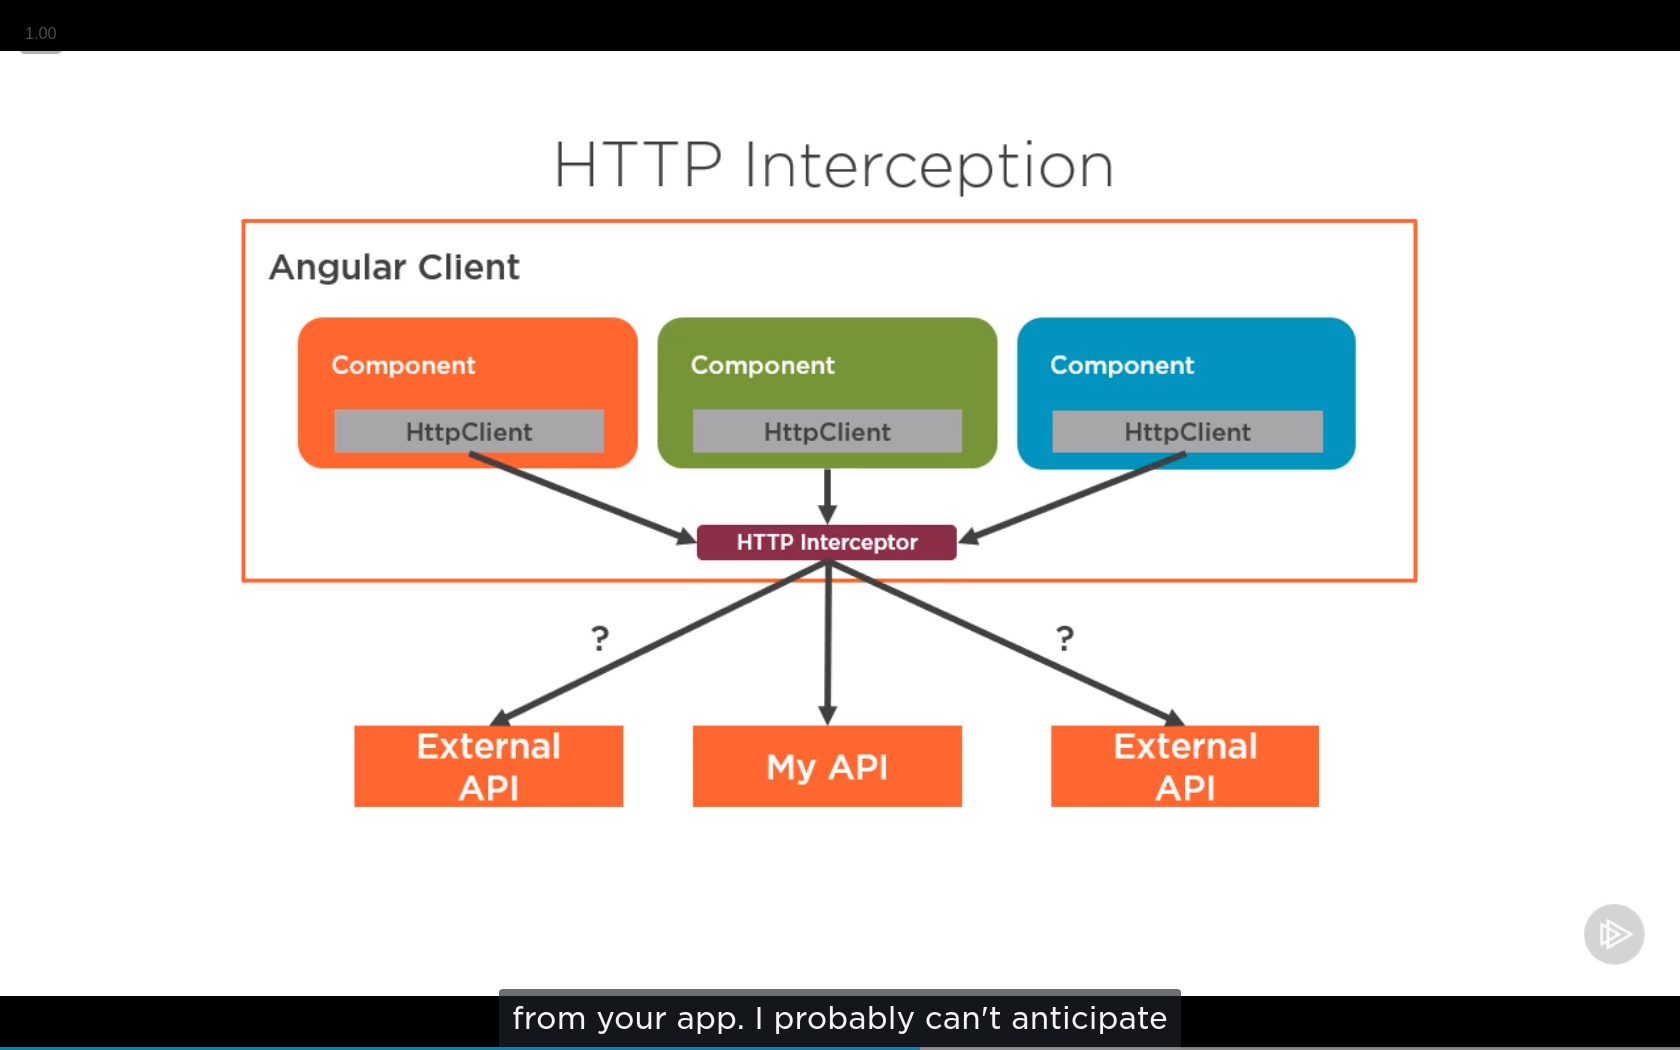 1.00
HTTP Interception
Angular Client
Component
Component
Component
HttpClient
HttpClient
HttpClient
HTTP Interceptor
?
?
External
API
My API
External
API
from your app. I probably can't anticipate